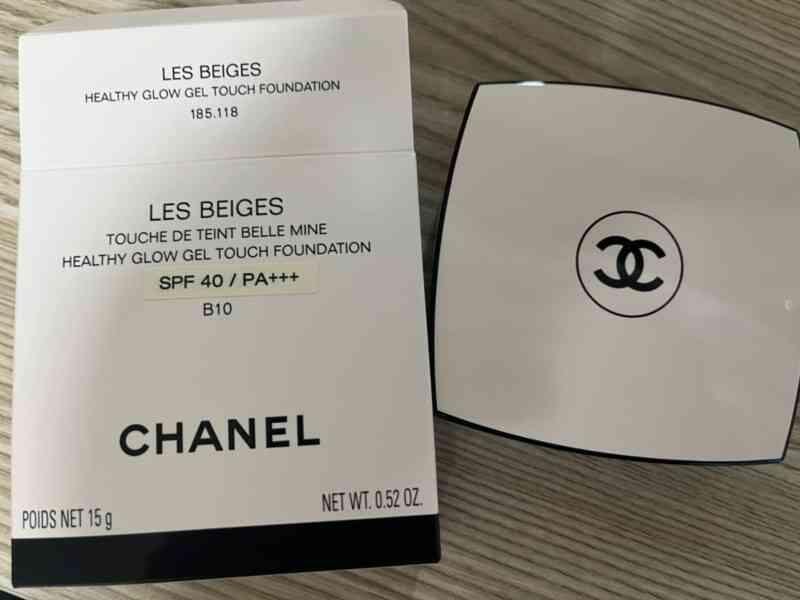 LES BEIGES
HEALTHY GLOW GEL TOUCH FOUNDATION
185.118
LES BEIGES
TOUCHE DE TEINT BELLE MINE
HEALTHY GLOW GEL TOUCH FOUNDATION
SPF 40 / PA+++
B10
CHANEL
POIDS NET 15 g
NET WT. 0.52 OZ.